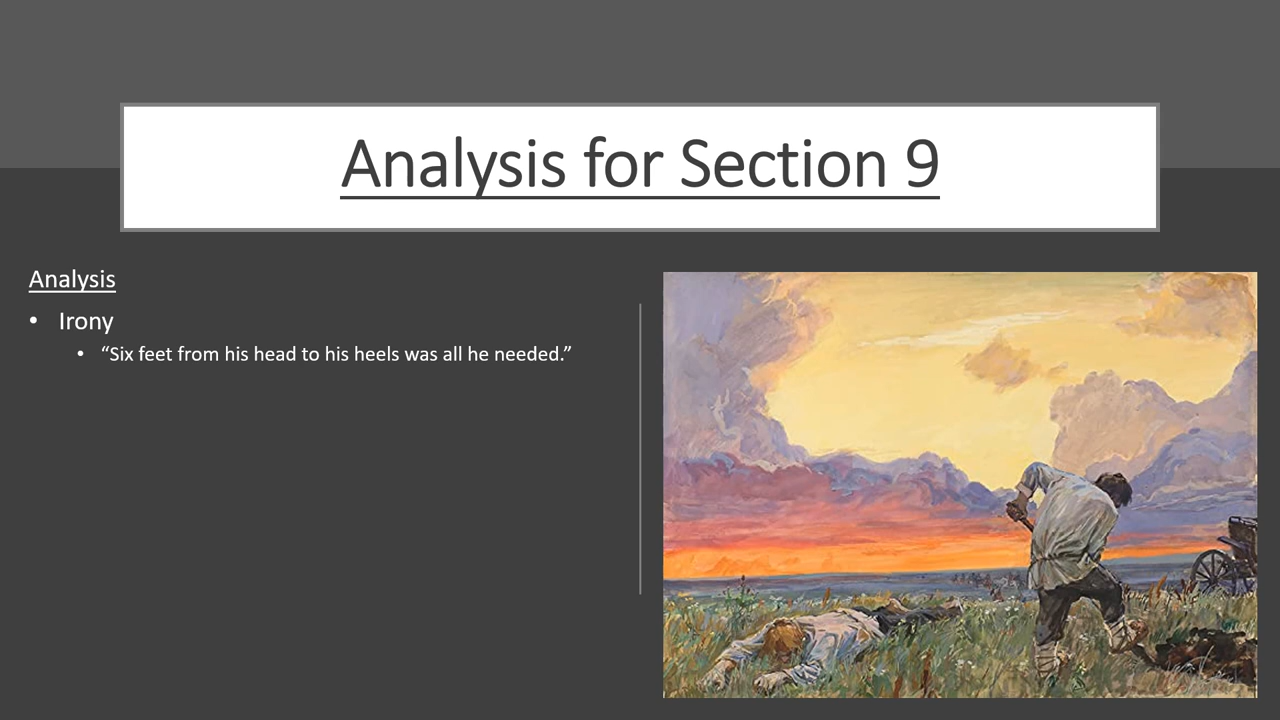 Analysis for Section 9
Analysis
• Irony
• “Six feet from his head to his heels was all he needed.”